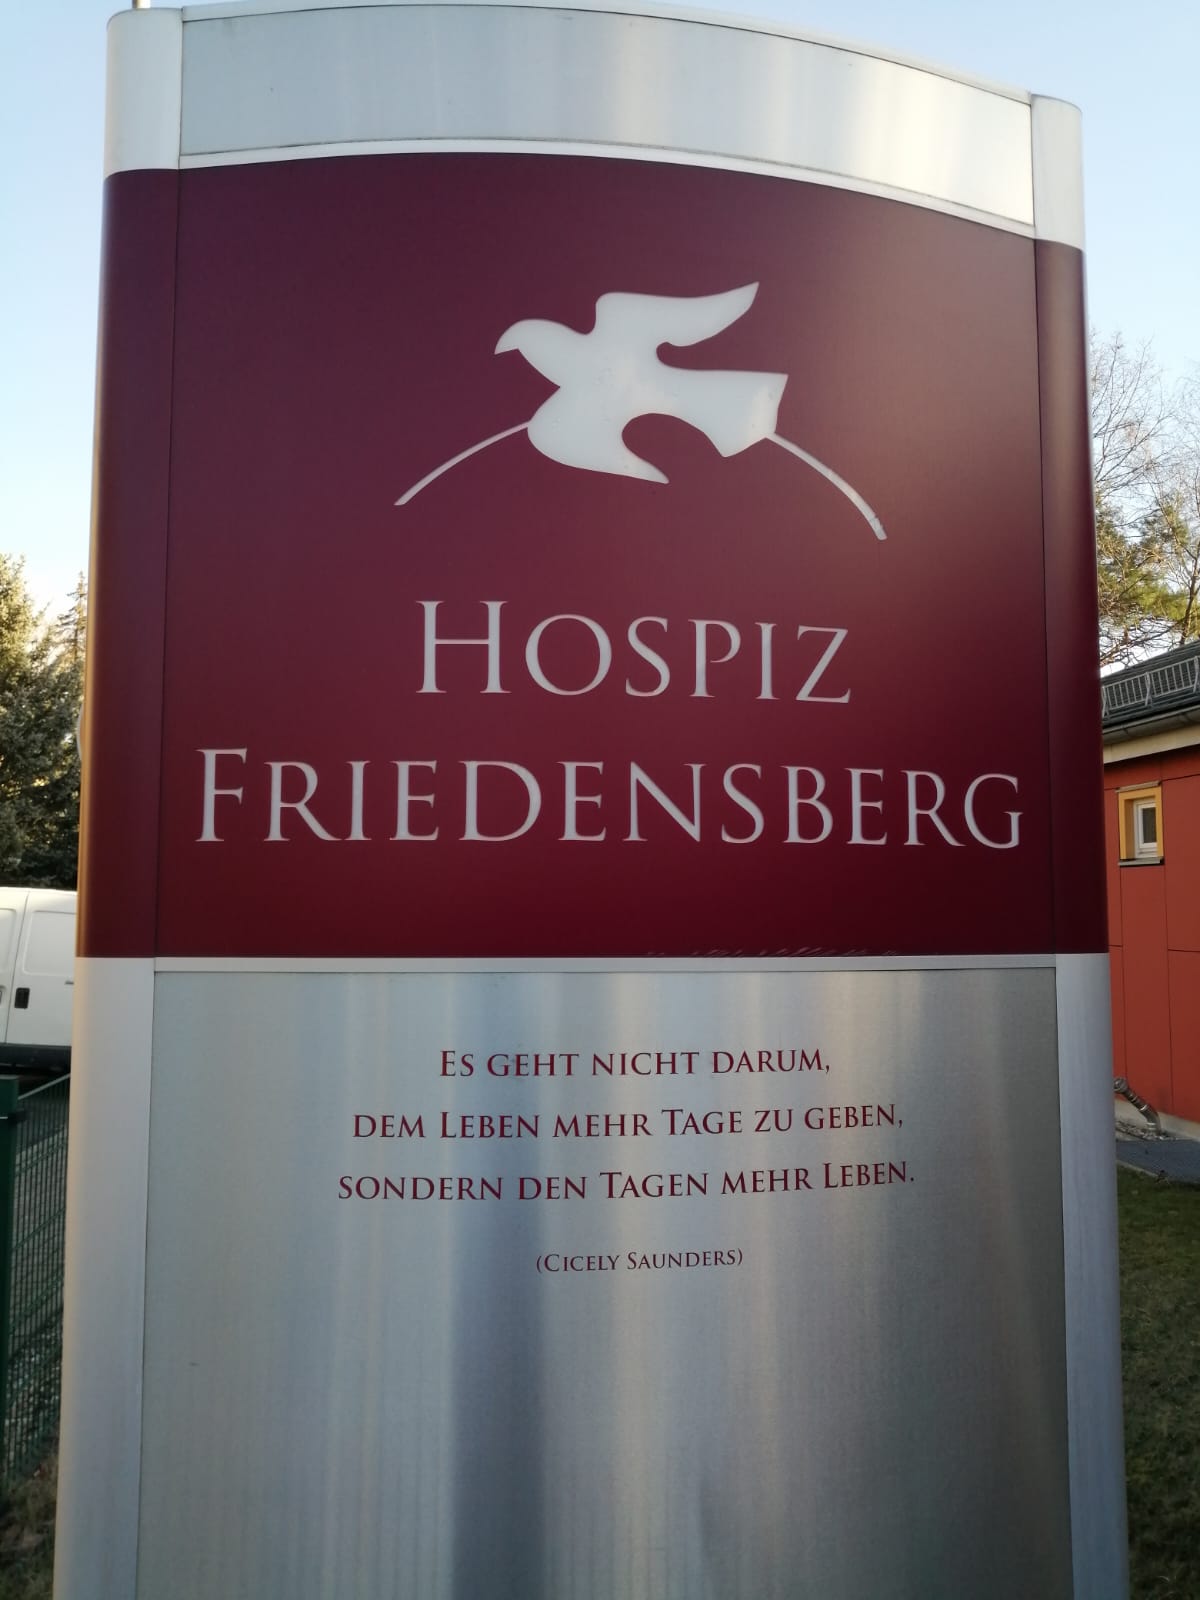 Hospiz
Friedensberg
Es geht nicht darum,
dem Leben mehr Tage zu geben,
sondern den Tagen mehr Leben.
(Cicely Saunders)